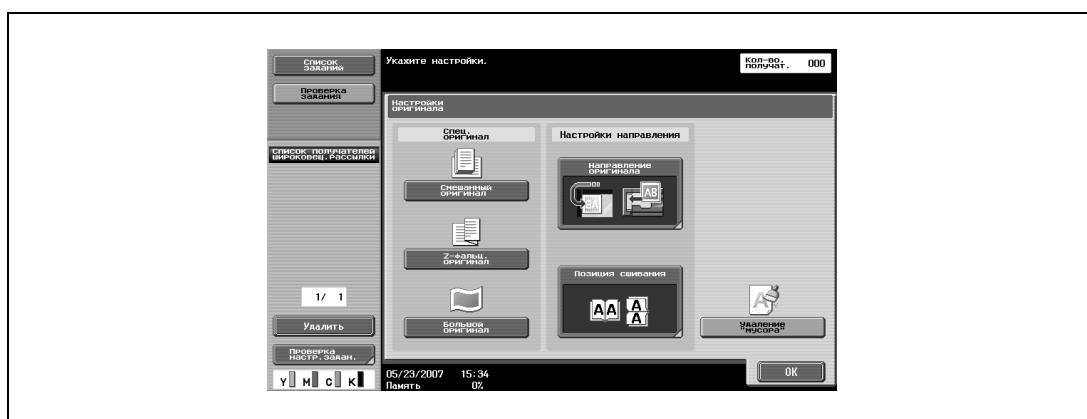 Список
заданий
Проверка
задания
Список получателей
широковещ.рассылки
1/ 1
Удалить
Проверка
настр.задан.
Y M C K
Укажите настройки.
Кол-во.
получат. 000
Настройки
оригинала
Спец.
оригинал
Смешанный
оригинал
Z-фальц.
оригинал
Большой
оригинал
Настройки направления
Направление
оригинала
AB AB
Позиция сшивания
A A A
A
Удаление
"мусора"
OK
05/23/2007 15:34
Память 0%